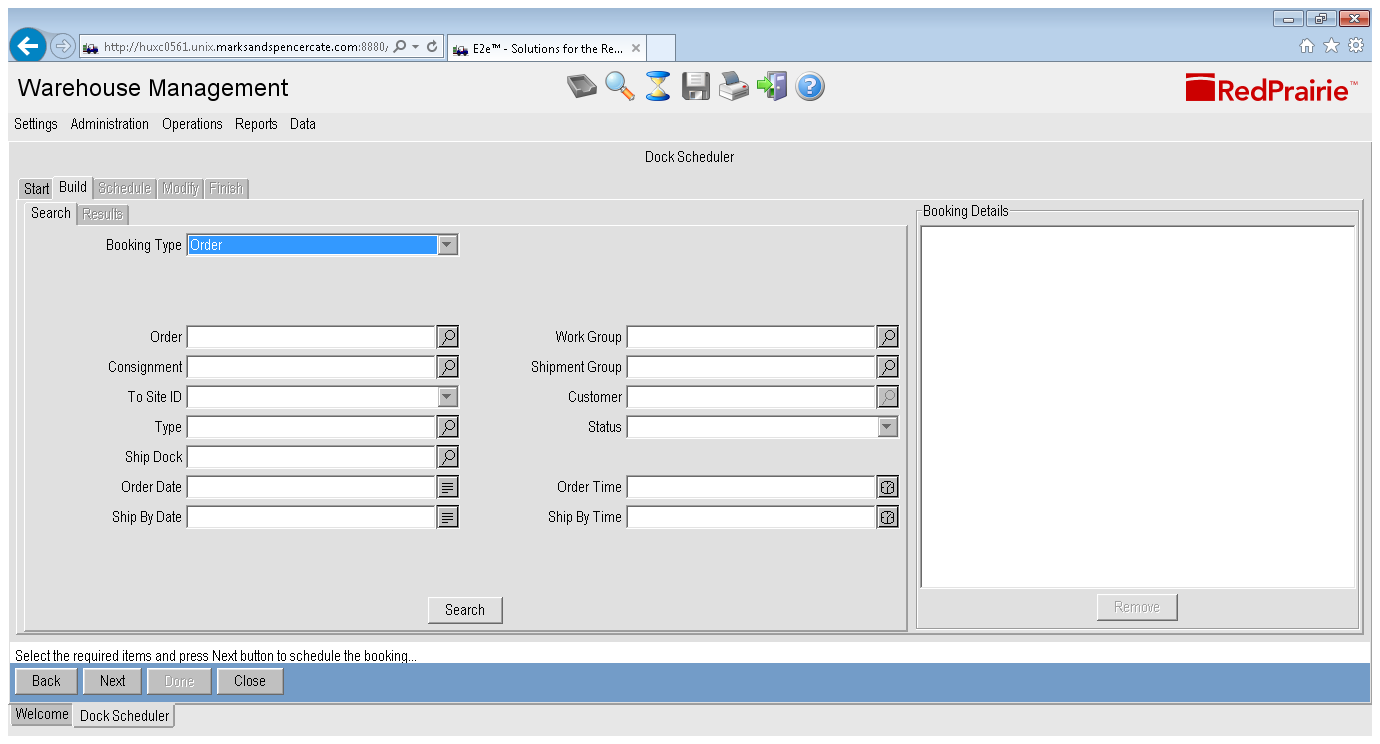 http://huxc0561.unix.marksandspencercate.com:8880/
E2e™ - Solutions for the Re...
Warehouse Management
RedPrairie™
Settings Administration Operations Reports Data
Dock Scheduler
Start Build Schedule Modify Finish
Search Results
Booking Details
Booking Type Order
Order Work Group
Consignment Shipment Group
To Site ID Customer
Type Status
Ship Dock
Order Date Order Time
Ship By Date Ship By Time
Search
Remove
Select the required items and press Next button to schedule the booking...
Back Next Done Close
Welcome Dock Scheduler